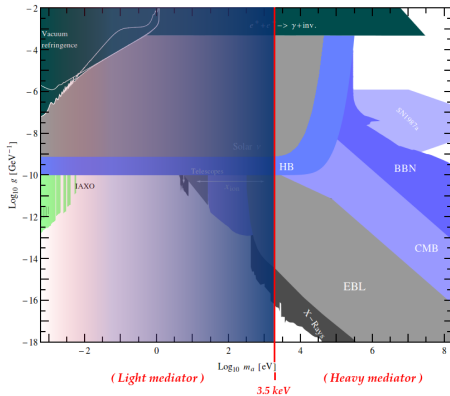 −> γ+inv.
Vacuum
refringence
−2
−4
−6
−8
−10
−12
−14
−16
−18
Log₁₀ g [GeV⁻¹]
SN1987a
HB
BBN
Telescopes
IAXO
CMB
EBL
X−Rays
−2 0 2 4 6 8
Log₁₀ mₐ [eV]
( Light mediator ) ( Heavy mediator )
3.5 keV